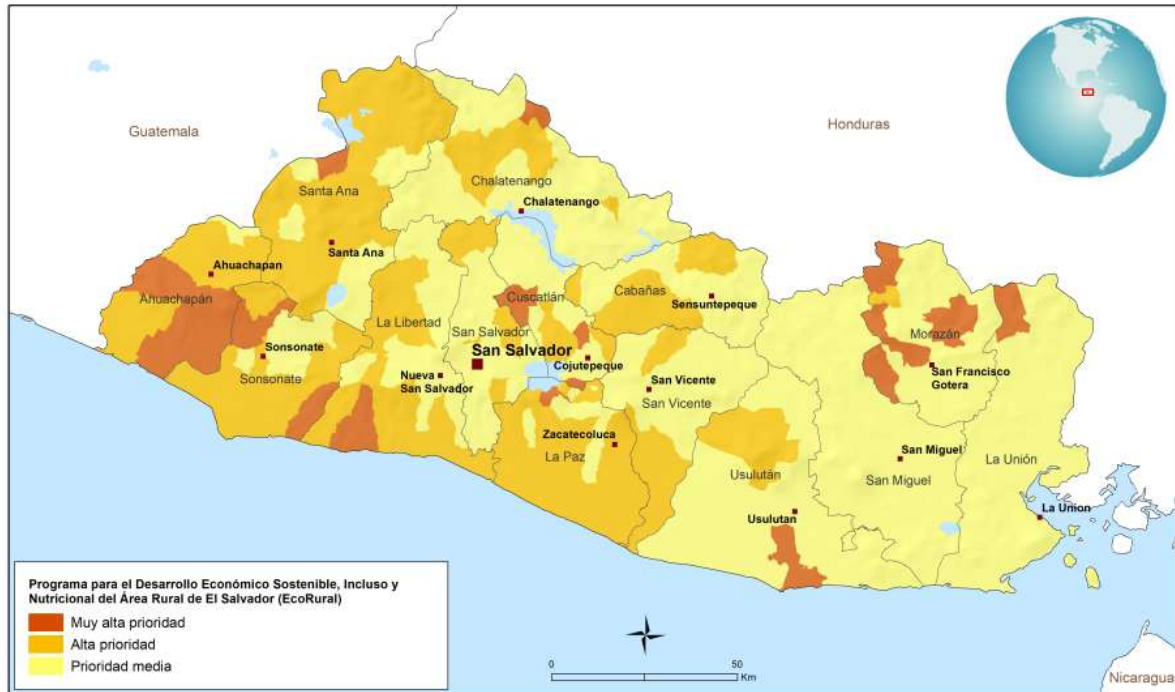 Guatemala
Honduras
Santa Ana
Chalatenango
Chalatenango
Santa Ana
Ahuachapan
Ahuachapán
Cuscatlán
Cabañas
Sensuntepeque
La Libertad
San Salvador
San Salvador
Morazán
Sonsonate
Cojutepeque
San Francisco
Gotera
Sonsonate
Nueva
San Salvador
San Vicente
San Vicente
Zacatecoluca
La Paz
Usulután
San Miguel
San Miguel
La Unión
Usulutan
La Union
Programa para el Desarrollo Económico Sostenible, Incluso y
Nutricional del Área Rural de El Salvador (EcoRural)
Muy alta prioridad
Alta prioridad
Prioridad media
0 50
Km
Nicaragua